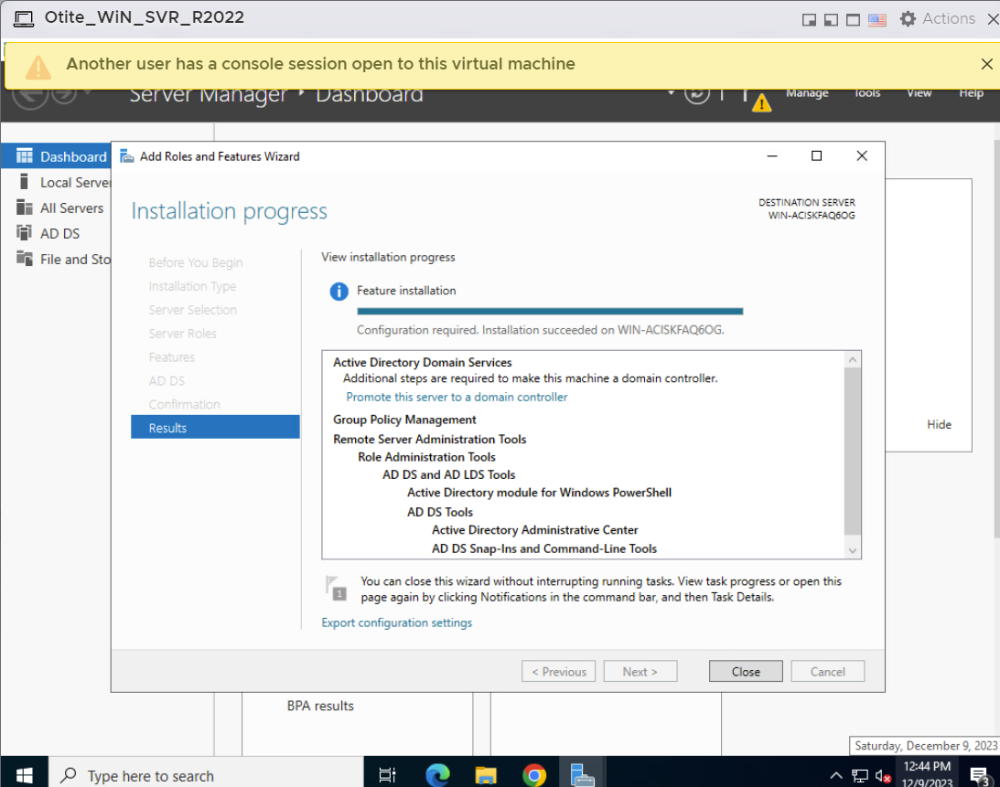 Otite_WiN_SVR_R2022
Actions
Another user has a console session open to this virtual machine
Server Manager
Dashboard
Manage
Tools
View
Help
Dashboard
Local Server
All Servers
AD DS
File and Sto
Add Roles and Features Wizard
Installation progress
DESTINATION SERVER
WIN-ACISKFAQ6OG
Before You Begin
Installation Type
Server Selection
Server Roles
Features
AD DS
Confirmation
Results
View installation progress
Feature installation
Configuration required. Installation succeeded on WIN-ACISKFAQ6OG.
Active Directory Domain Services
Additional steps are required to make this machine a domain controller.
Promote this server to a domain controller
Group Policy Management
Remote Server Administration Tools
Role Administration Tools
AD DS and AD LDS Tools
Active Directory module for Windows PowerShell
AD DS Tools
Active Directory Administrative Center
AD DS Snap-Ins and Command-Line Tools
1
You can close this wizard without interrupting running tasks. View task progress or open this
page again by clicking Notifications in the command bar, and then Task Details.
Export configuration settings
< Previous
Next >
Close
Cancel
Hide
BPA results
Saturday, December 9, 2023
Type here to search
12:44 PM
12/9/2023
3